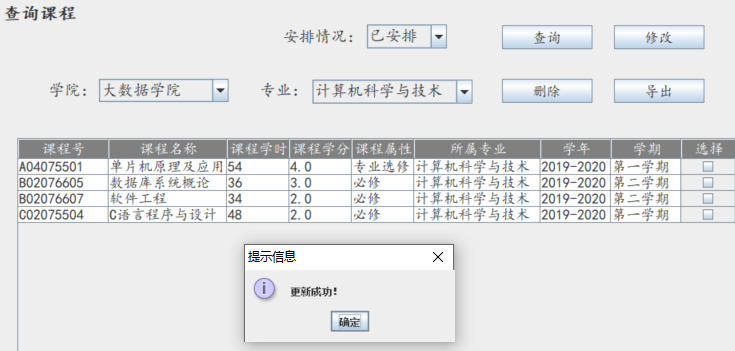 查询课程
安排情况： 已安排 查询 修改
学院： 大数据学院 专业： 计算机科学与技术 删除 导出
课程号 课程名称 课程学时 课程学分 课程属性 所属专业 学年 学期 选择
A04075501 单片机原理及应用 54 4.0 专业选修 计算机科学与技术 2019-2020 第一学期
B02076605 数据库系统概论 36 3.0 必修 计算机科学与技术 2019-2020 第二学期
B02076607 软件工程 34 2.0 必修 计算机科学与技术 2019-2020 第二学期
C02075504 C语言程序与设计 48 2.0 必修 计算机科学与技术 2019-2020 第一学期
提示信息
更新成功!
确定